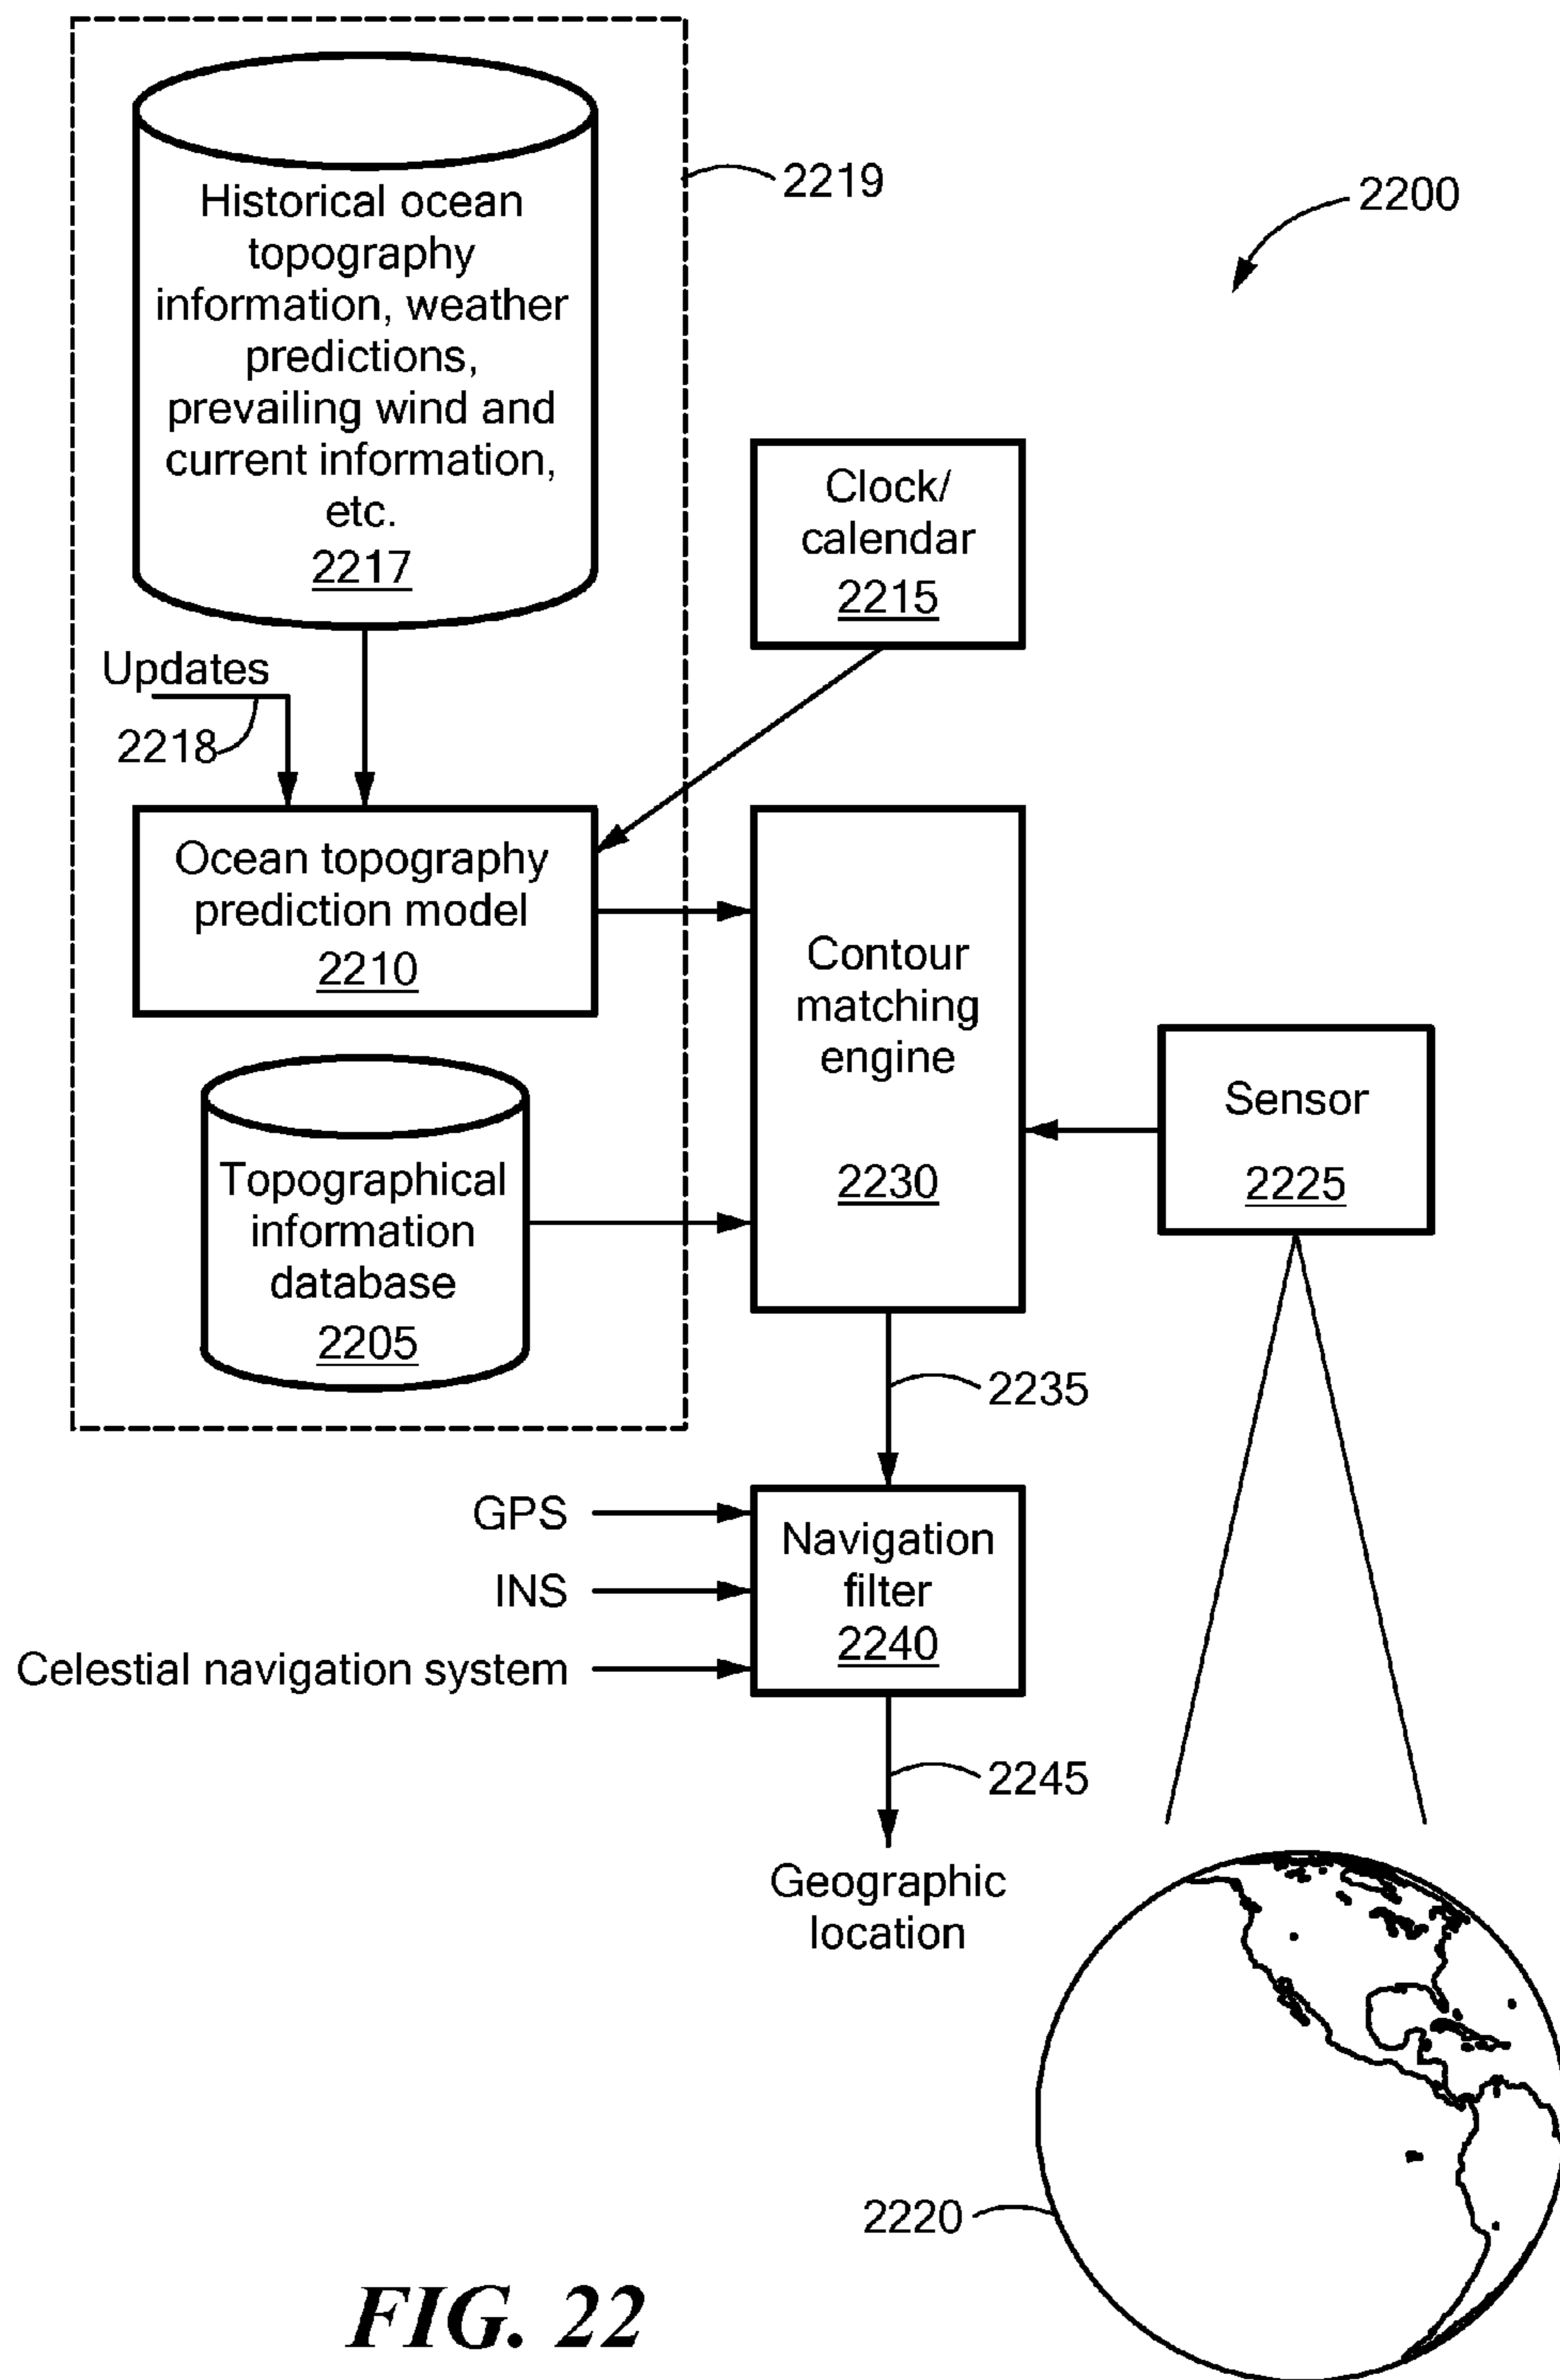 2219
2200
Historical ocean
topography
information, weather
predictions,
prevailing wind and
current information,
etc.
2217
Clock/
calendar
2215
Updates
2218
Ocean topography
prediction model
2210
Contour
matching
engine
2230
Sensor
2225
Topographical
information
database
2205
2235
GPS
INS
Celestial navigation system
Navigation
filter
2240
2245
Geographic
location
2220
FIG. 22